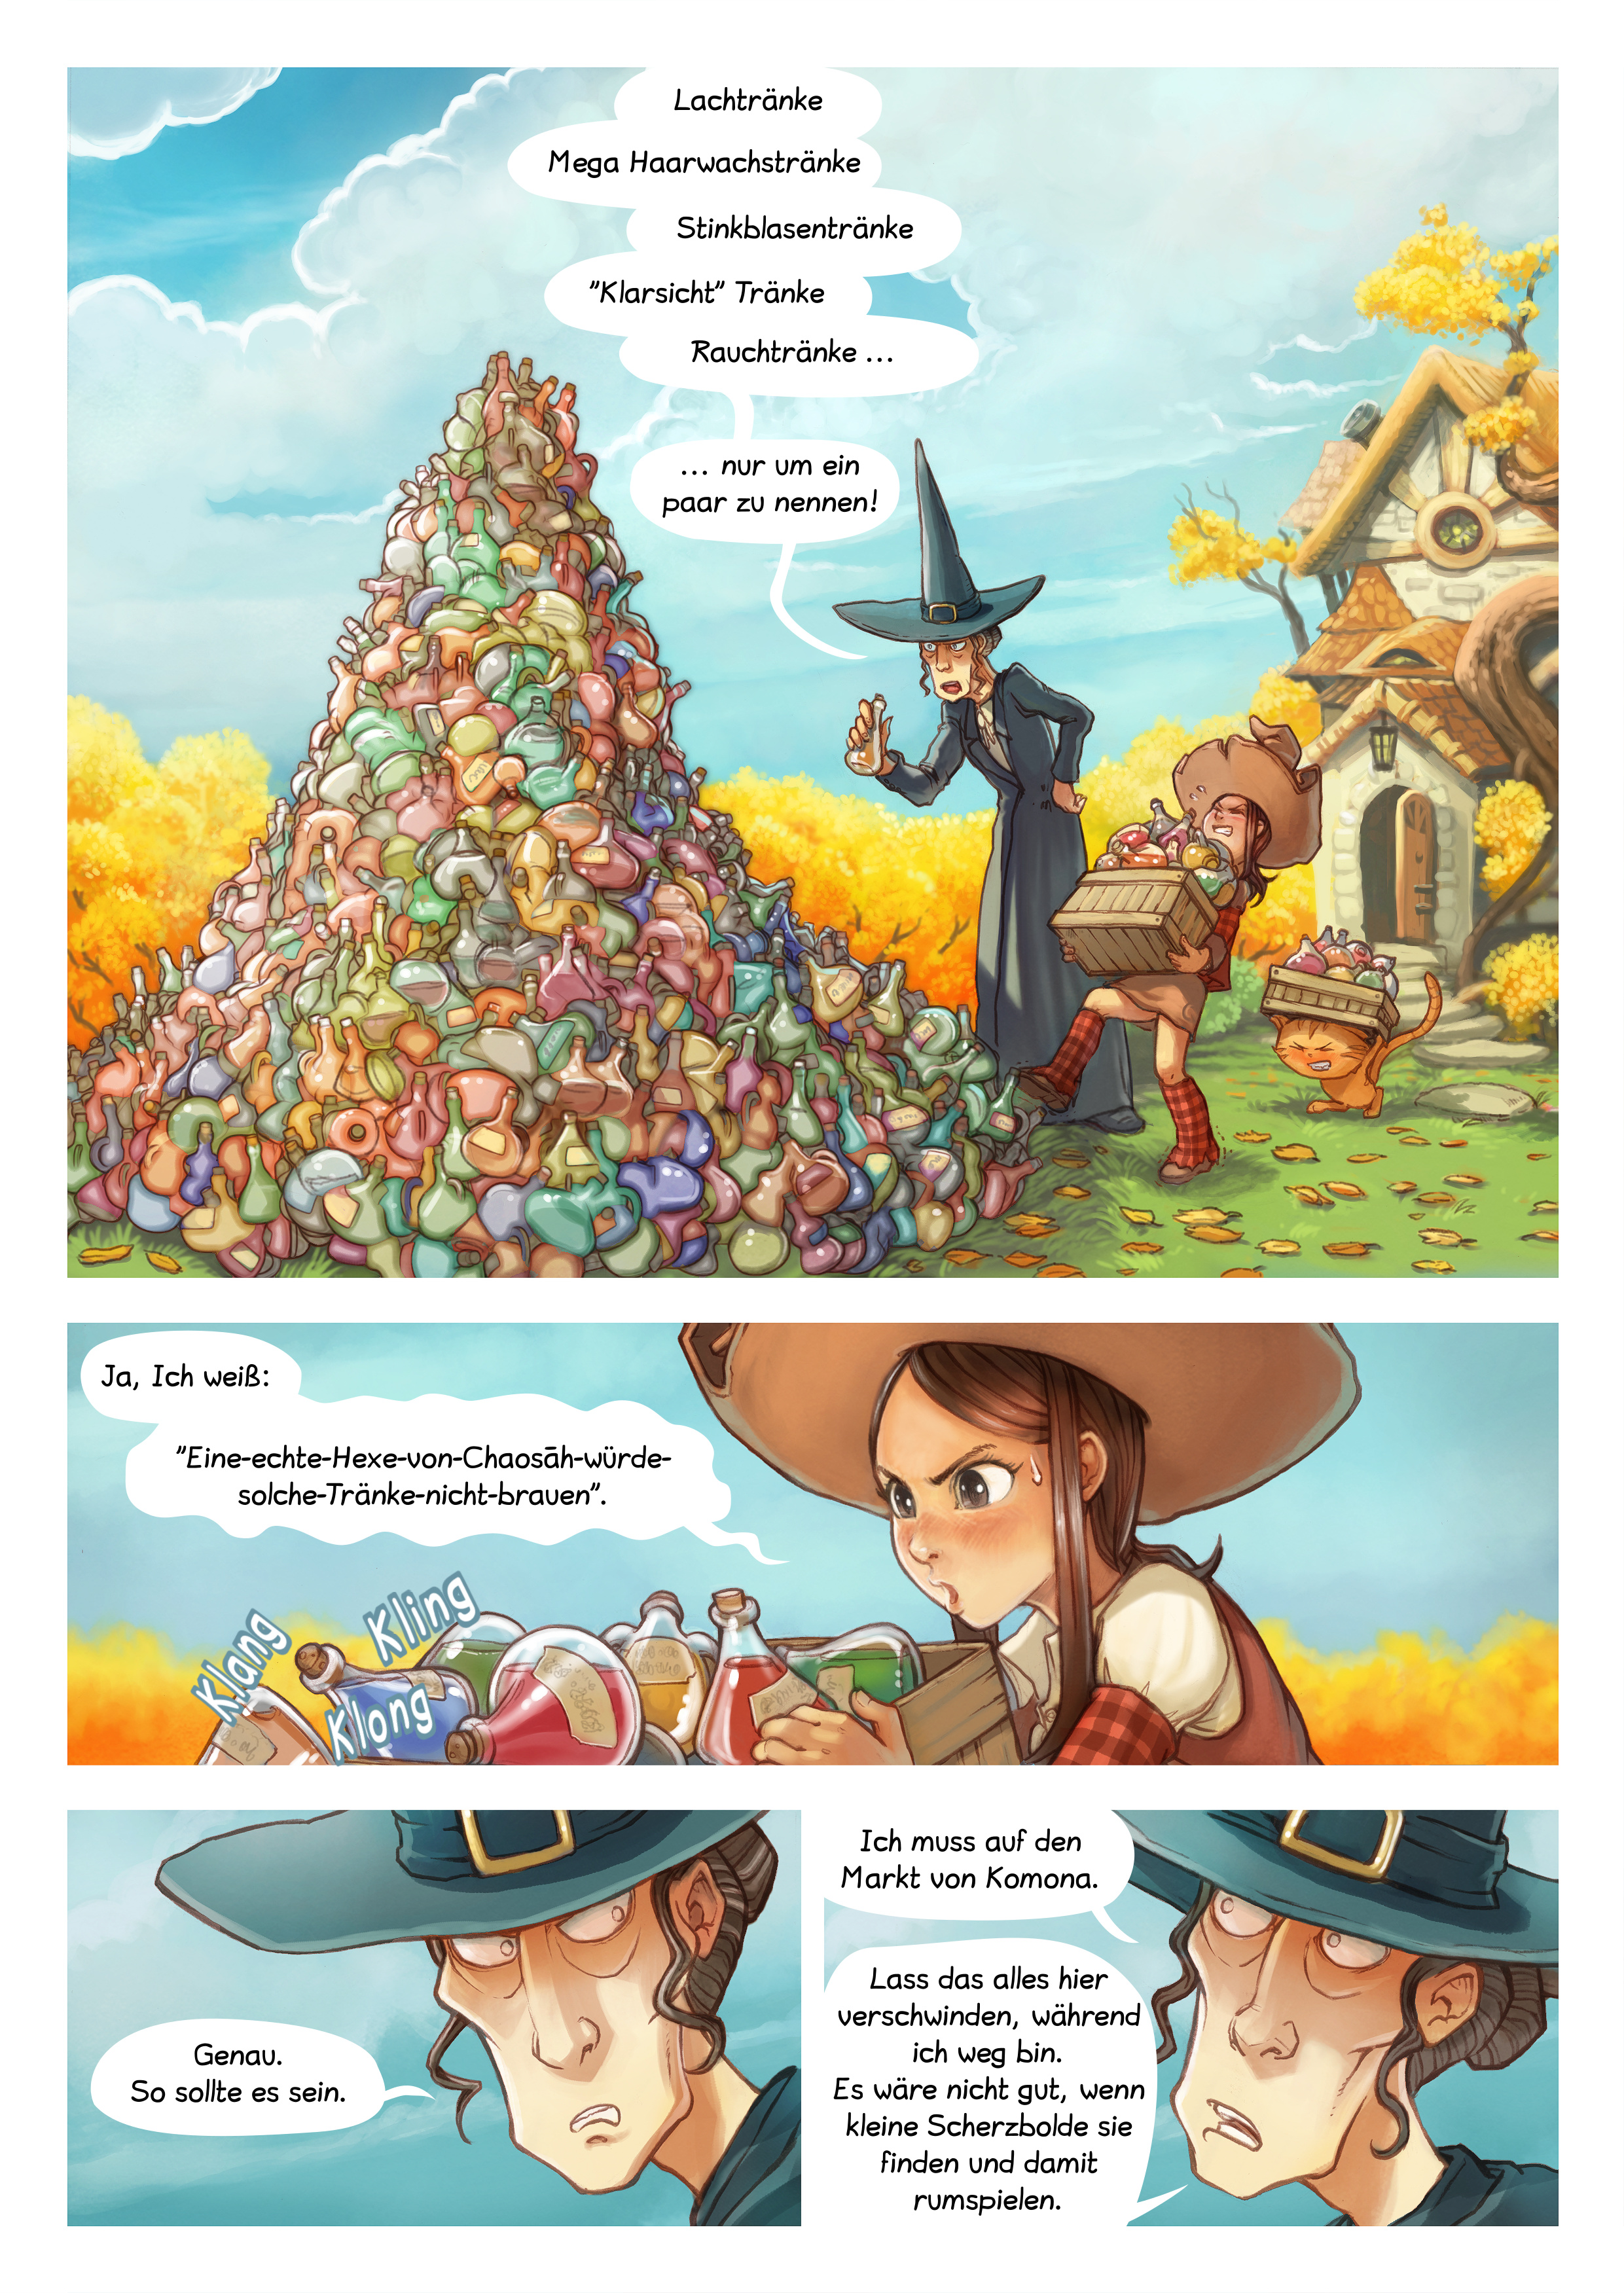 Lachtränke
Mega Haarwachstränke
Stinkblasentränke
"Klarsicht" Tränke
Rauchtränke ...
... nur um ein
paar zu nennen!
Ja, Ich weiß:
"Eine-echte-Hexe-von-Chaosāh-würde-
solche-Tränke-nicht-brauen".
Klang
Kling
Klong
Genau.
So sollte es sein.
Ich muss auf den
Markt von Komona.
Lass das alles hier
verschwinden, während
ich weg bin.
Es wäre nicht gut, wenn
kleine Scherzbolde sie
finden und damit
rumspielen.